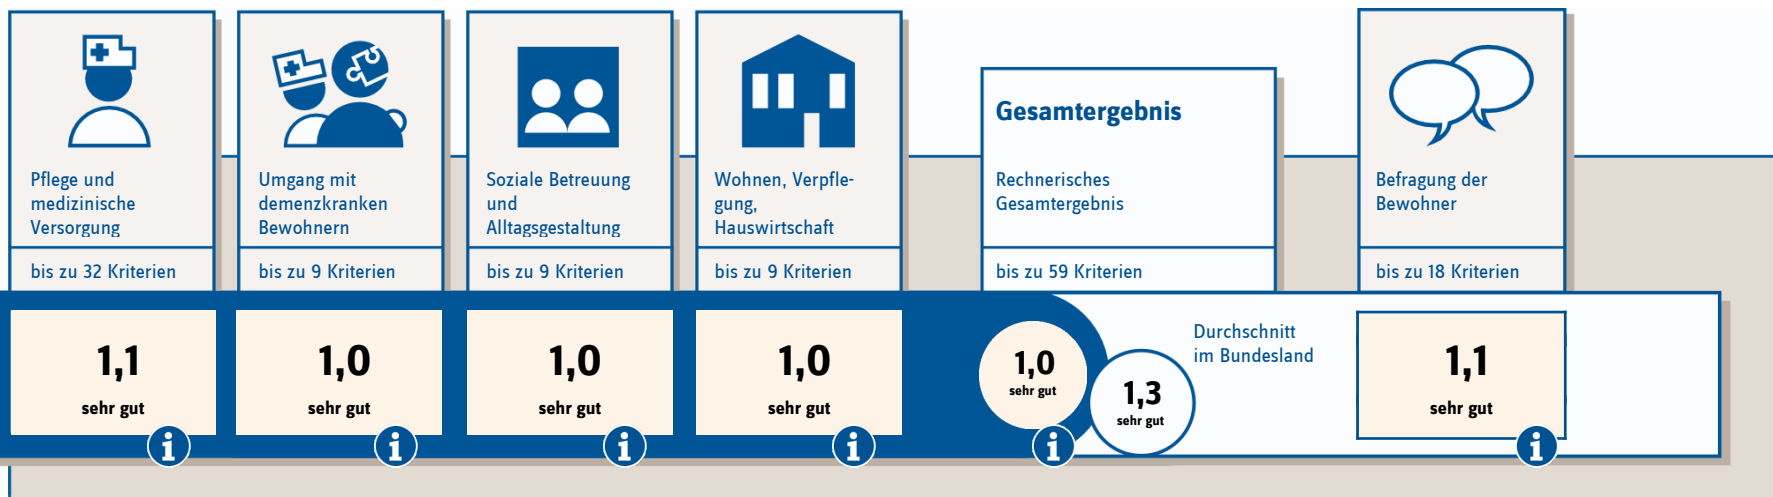 Pflege und
medizinische
Versorgung
bis zu 32 Kriterien
1,1
sehr gut
i
Umgang mit
demenzkranken
Bewohnern
bis zu 9 Kriterien
1,0
sehr gut
i
Soziale Betreuung
und
Alltagsgestaltung
bis zu 9 Kriterien
1,0
sehr gut
i
Wohnen, Verpfle-
gung,
Hauswirtschaft
bis zu 9 Kriterien
1,0
sehr gut
i
Gesamtergebnis
Rechnerisches
Gesamtergebnis
bis zu 59 Kriterien
1,0
sehr gut
i
Durchschnitt
im Bundesland
1,3
sehr gut
Befragung der
Bewohner
bis zu 18 Kriterien
1,1
sehr gut
i